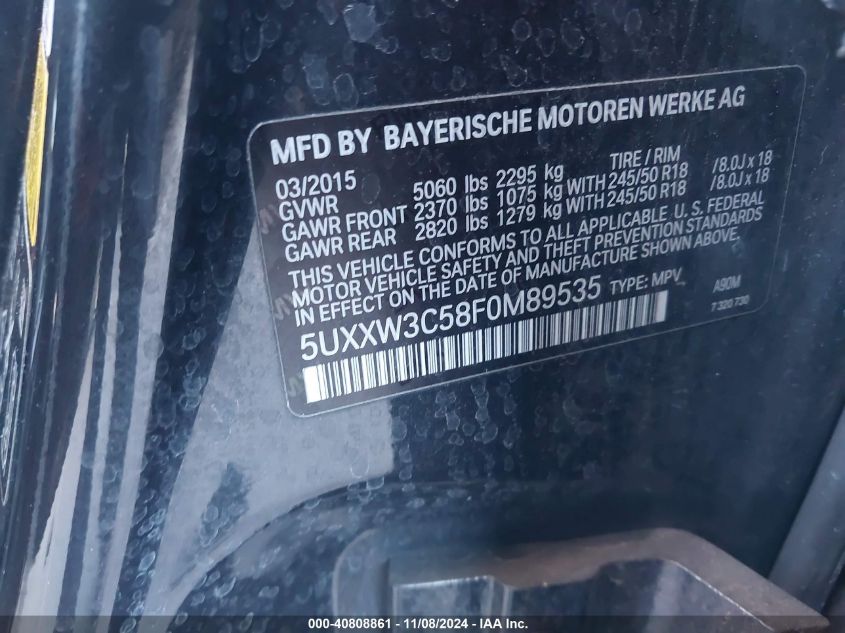 MFD BY BAYERISCHE MOTOREN WERKE AG
03/2015 TIRE / RIM
GVWR 5060 lbs 2295 kg
GAWR FRONT 2370 lbs 1075 kg WITH 245/50 R18 /8.0J x 18
GAWR REAR 2820 lbs 1279 kg WITH 245/50 R18 /8.0J x 18
THIS VEHICLE CONFORMS TO ALL APPLICABLE U.S. FEDERAL
MOTOR VEHICLE SAFETY AND THEFT PREVENTION STANDARDS
IN EFFECT ON THE DATE OF MANUFACTURE SHOWN ABOVE.
5UXXW3C58F0M89535 TYPE: MPV A90M
7 320 730
000-40808861 - 11/08/2024 - IAA Inc.